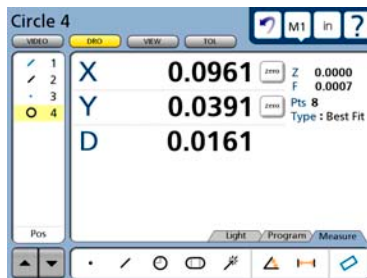 Circle 4
M1 in ?
VIDEO DRO VIEW TOL
1
2
3
4
Pos
X 0.0961 zero
Y 0.0391 zero
D 0.0161
Z 0.0000
F 0.0007
Pts 8
Type : Best Fit
Light Program Measure